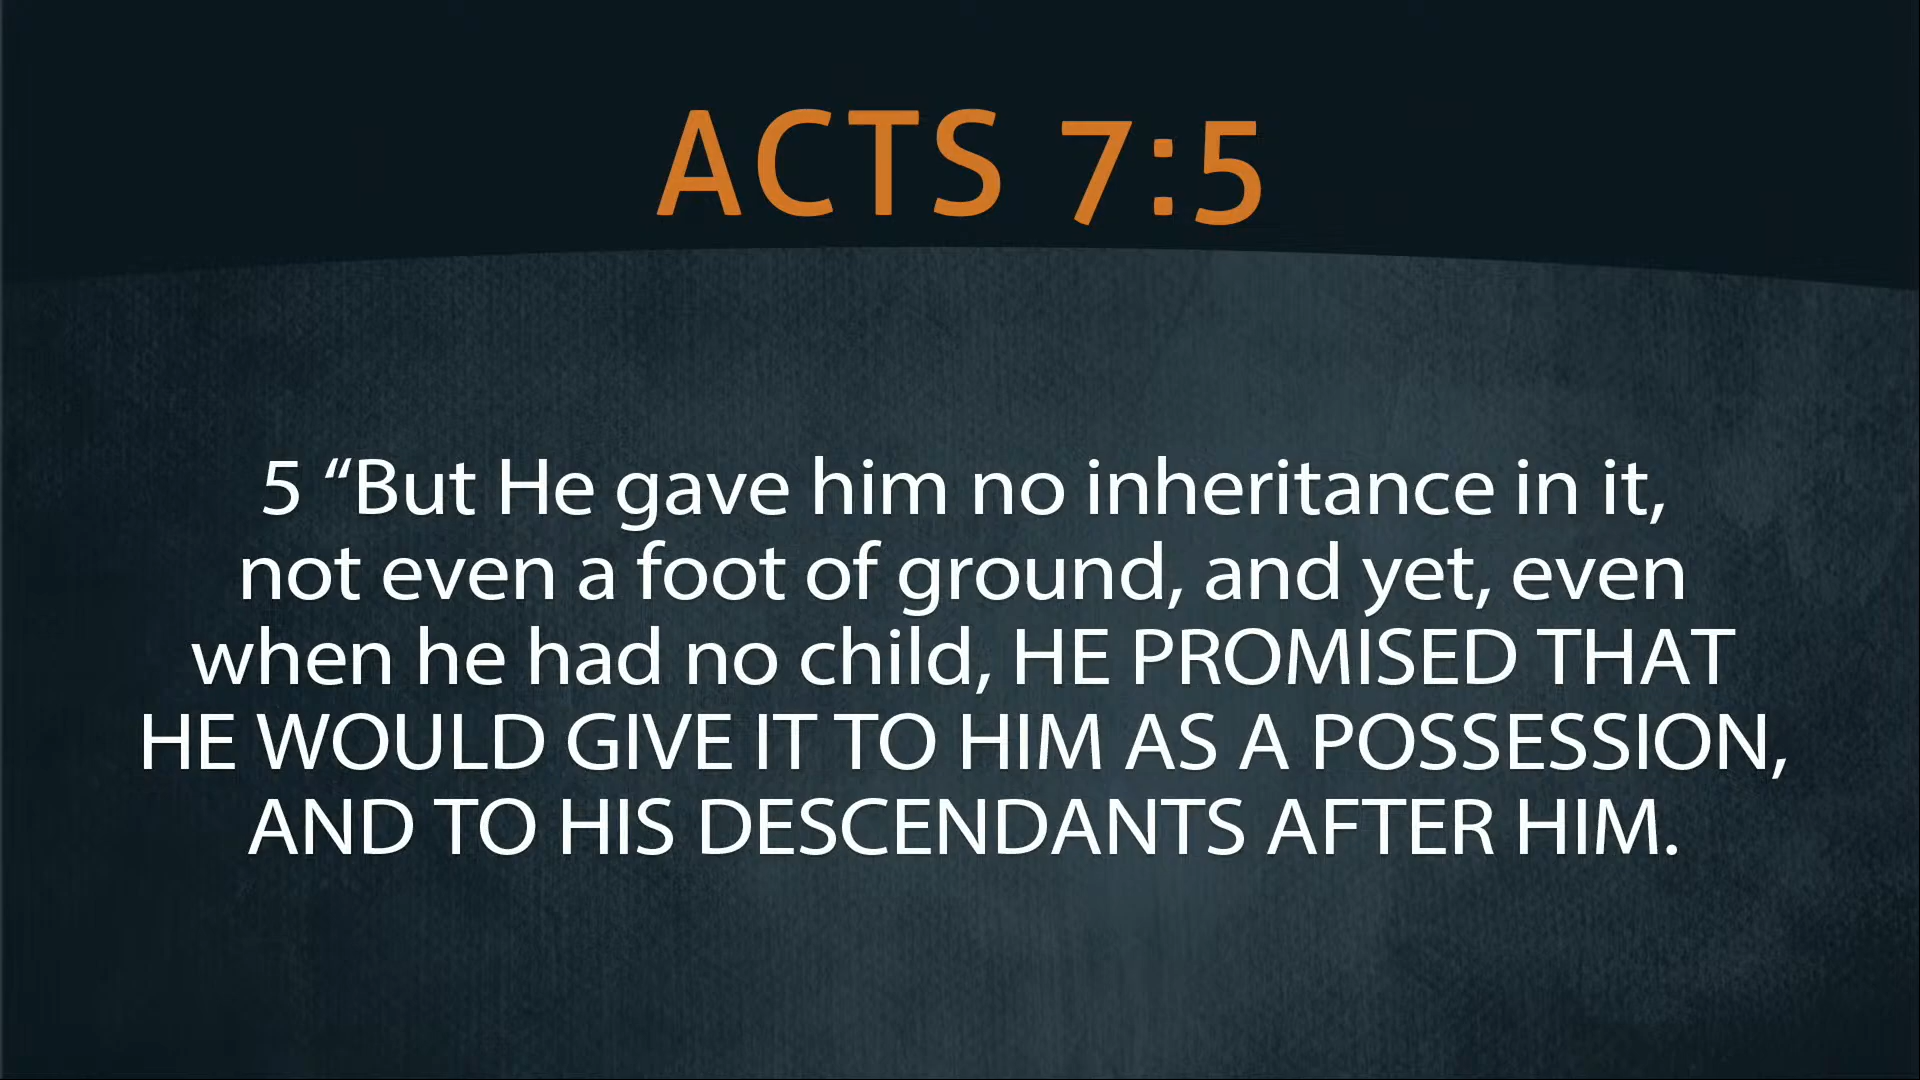 ACTS 7:5
5 “But He gave him no inheritance in it,
not even a foot of ground, and yet, even
when he had no child, HE PROMISED THAT
HE WOULD GIVE IT TO HIM AS A POSSESSION,
AND TO HIS DESCENDANTS AFTER HIM.